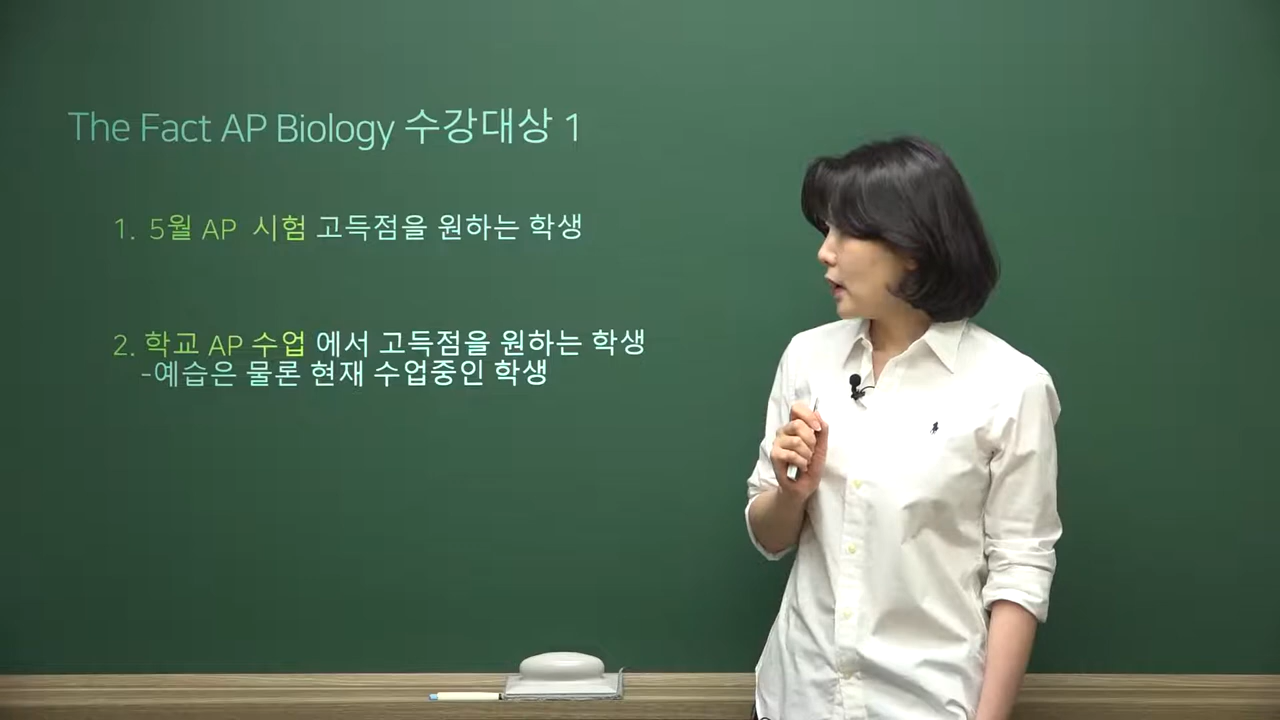 The Fact AP Biology 수강대상 1
1. 5월 AP 시험 고득점을 원하는 학생
2. 학교 AP 수업 에서 고득점을 원하는 학생
-예습은 물론 현재 수업중인 학생